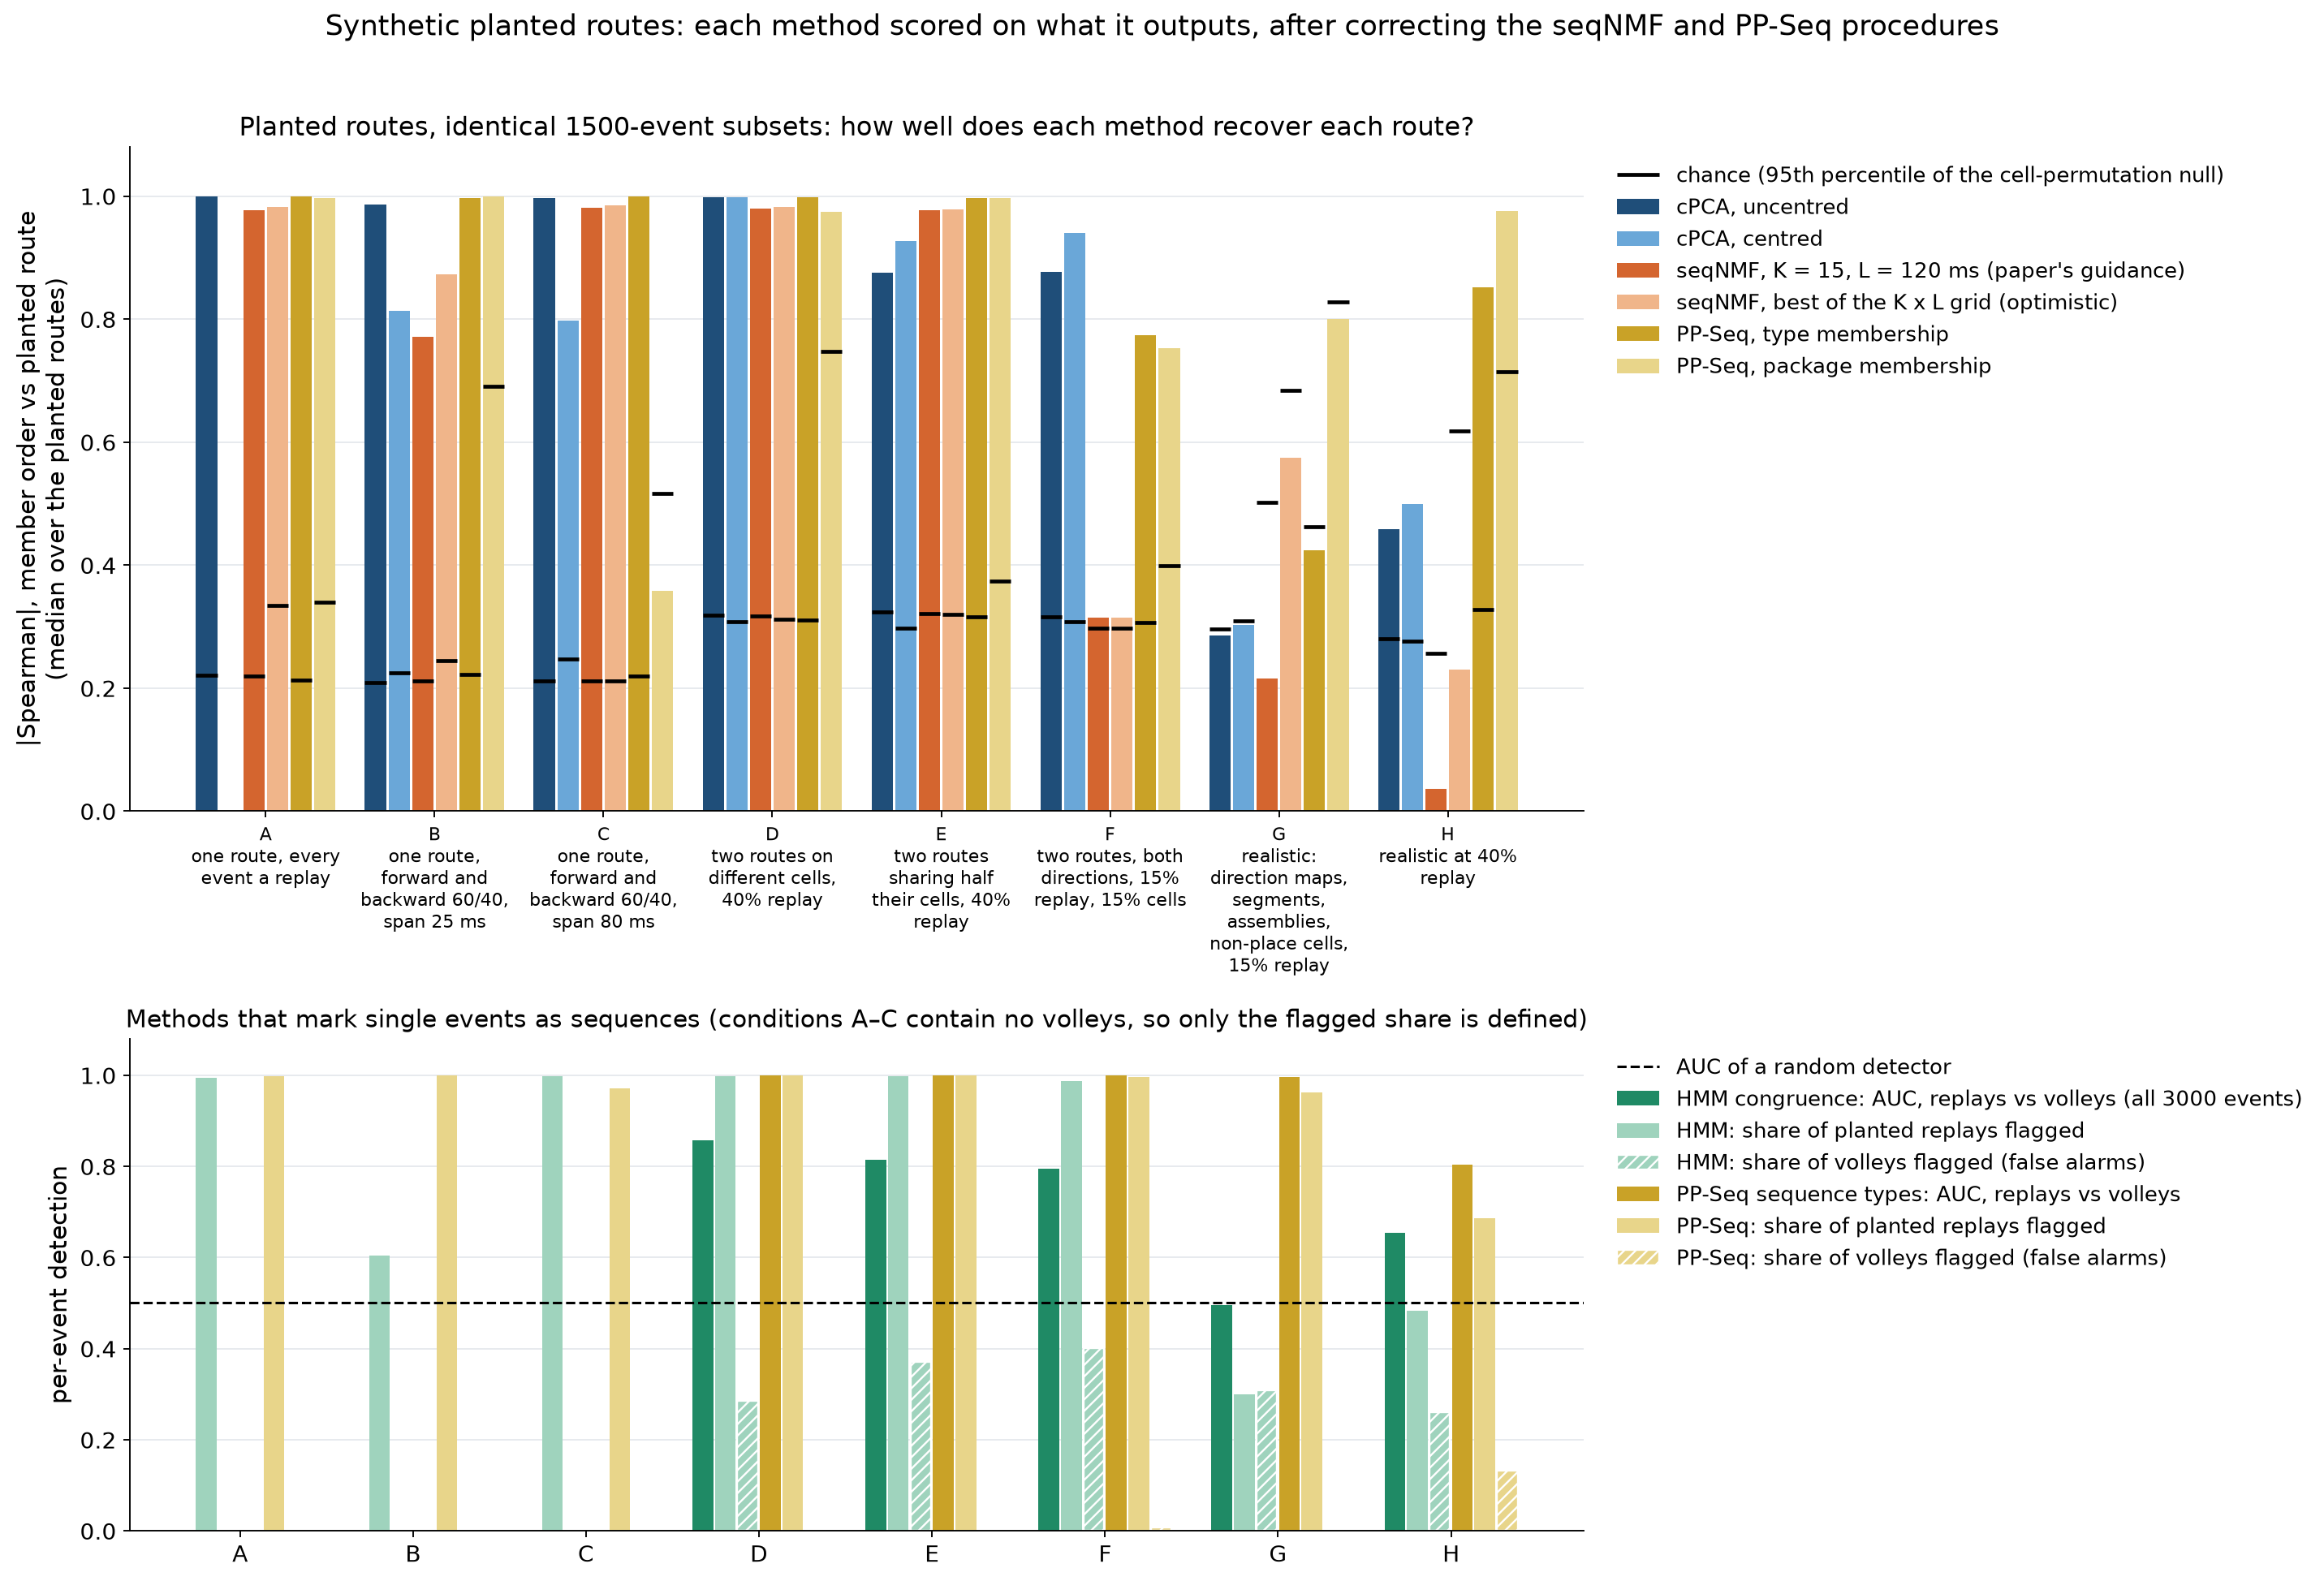 Synthetic planted routes: each method scored on what it outputs, after correcting the seqNMF and PP-Seq procedures
Planted routes, identical 1500-event subsets: how well does each method recover each route?
|Spearman|, member order vs planted route
(median over the planted routes)
1.0
0.8
0.6
0.4
0.2
0.0
A
one route, every
event a replay
B
one route,
forward and
backward 60/40,
span 25 ms
C
one route,
forward and
backward 60/40,
span 80 ms
D
two routes on
different cells,
40% replay
E
two routes
sharing half
their cells, 40%
replay
F
two routes, both
directions, 15%
replay, 15% cells
G
realistic:
direction maps,
segments,
assemblies,
non-place cells,
15% replay
H
realistic at 40%
replay
chance (95th percentile of the cell-permutation null)
cPCA, uncentred
cPCA, centred
seqNMF, K = 15, L = 120 ms (paper's guidance)
seqNMF, best of the K x L grid (optimistic)
PP-Seq, type membership
PP-Seq, package membership
Methods that mark single events as sequences (conditions A–C contain no volleys, so only the flagged share is defined)
per-event detection
1.0
0.8
0.6
0.4
0.2
0.0
A
B
C
D
E
F
G
H
AUC of a random detector
HMM congruence: AUC, replays vs volleys (all 3000 events)
HMM: share of planted replays flagged
HMM: share of volleys flagged (false alarms)
PP-Seq sequence types: AUC, replays vs volleys
PP-Seq: share of planted replays flagged
PP-Seq: share of volleys flagged (false alarms)